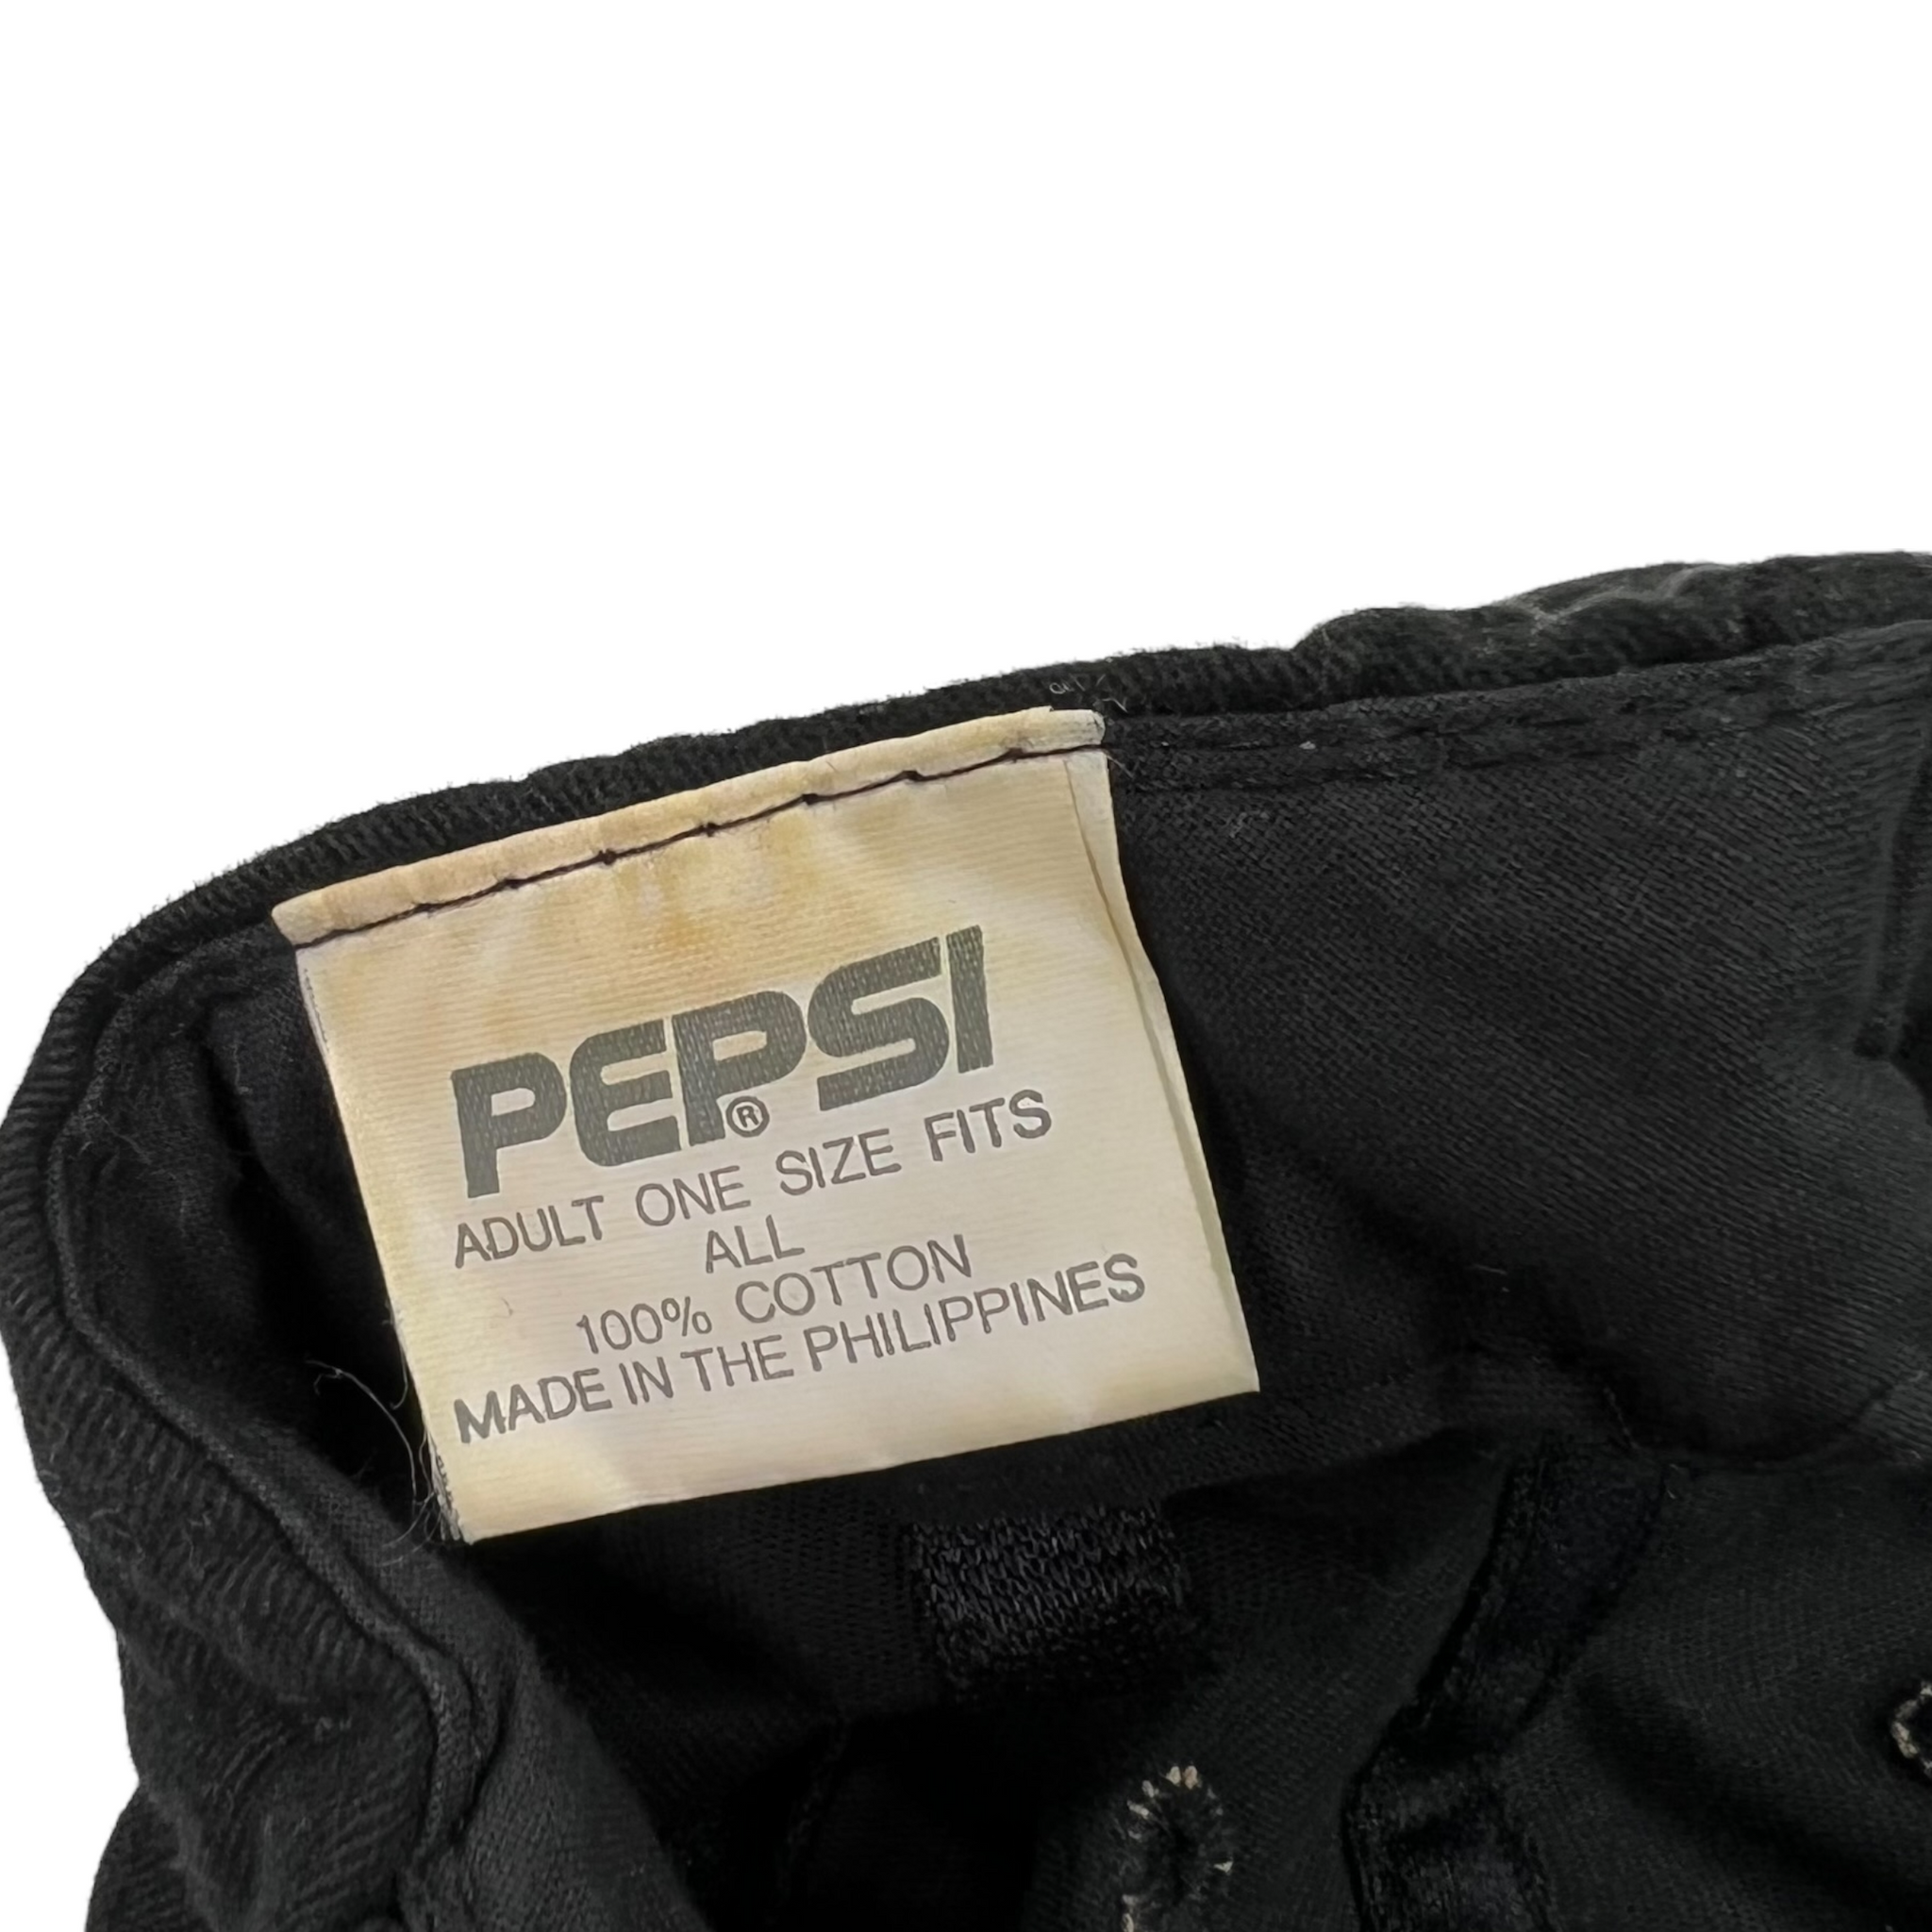 PEPSI
®
ADULT ONE SIZE FITS
ALL
100% COTTON
MADE IN THE PHILIPPINES